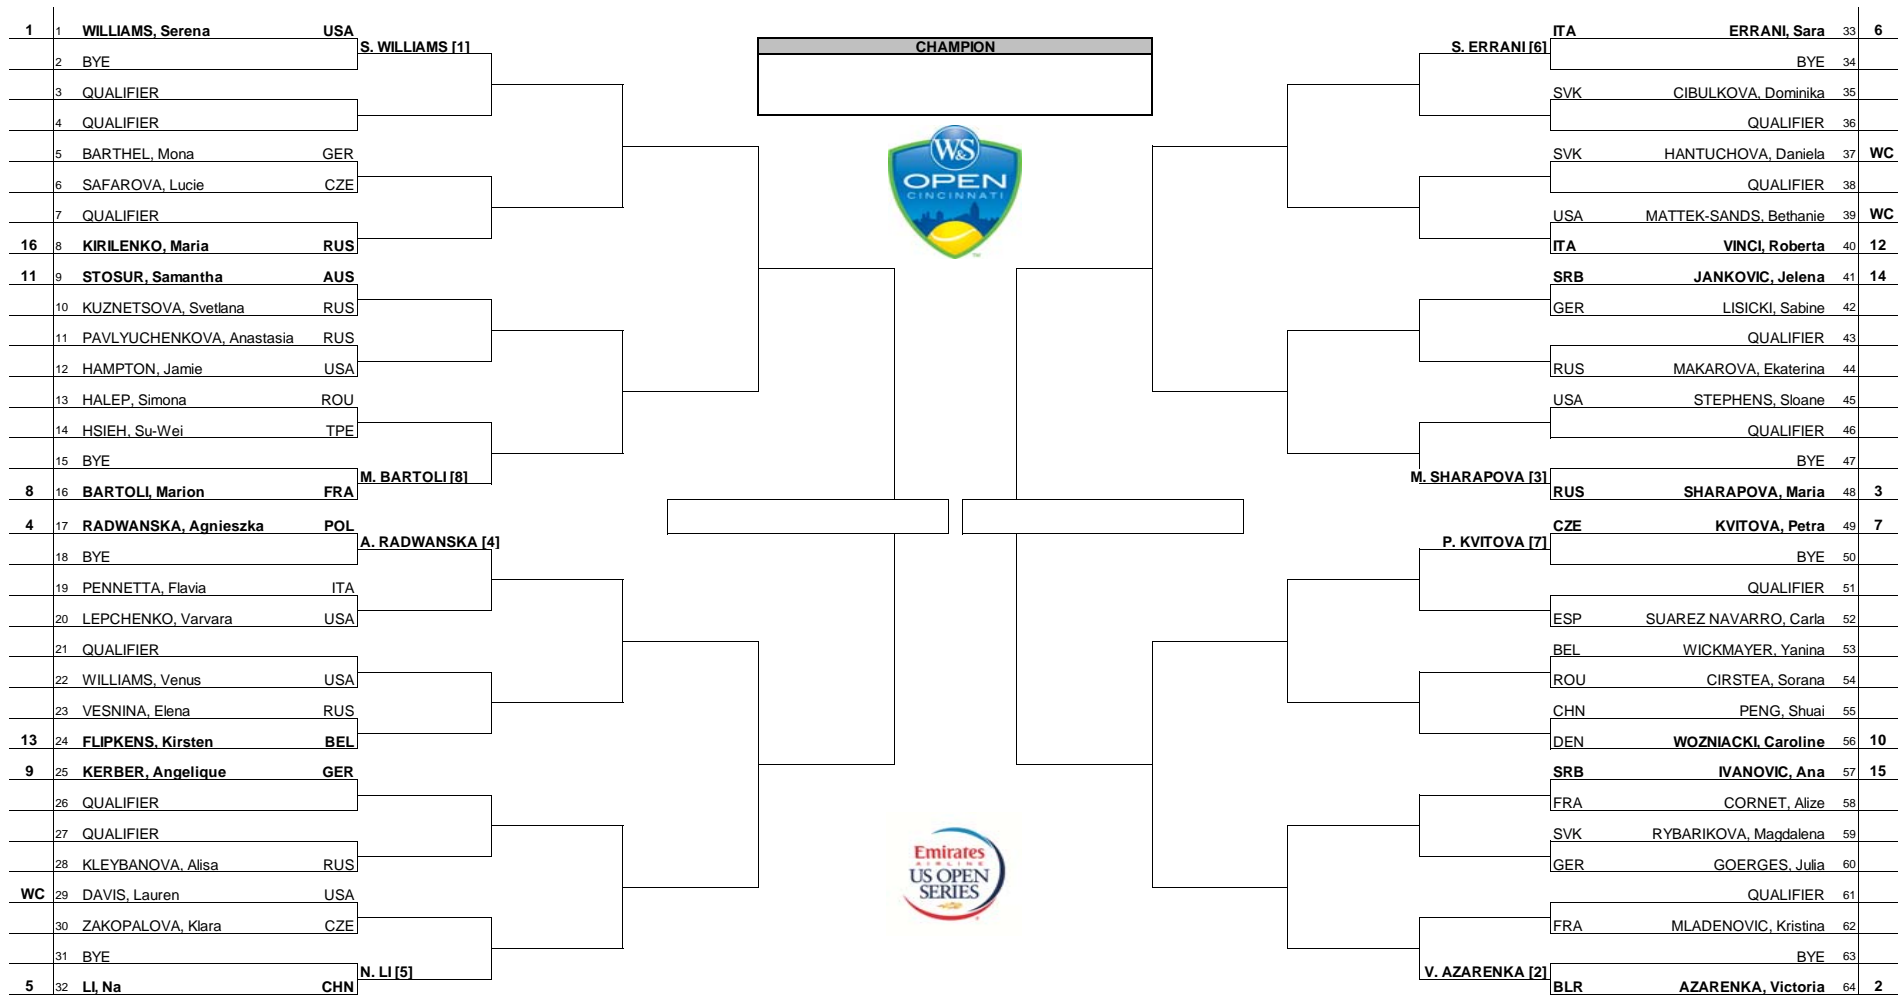 1 1 WILLIAMS, Serena USA
S. WILLIAMS [1]
2 BYE
3 QUALIFIER
4 QUALIFIER
5 BARTHEL, Mona GER
6 SAFAROVA, Lucie CZE
7 QUALIFIER
16 8 KIRILENKO, Maria RUS
11 9 STOSUR, Samantha AUS
10 KUZNETSOVA, Svetlana RUS
11 PAVLYUCHENKOVA, Anastasia RUS
12 HAMPTON, Jamie USA
13 HALEP, Simona ROU
14 HSIEH, Su-Wei TPE
15 BYE
M. BARTOLI [8]
8 16 BARTOLI, Marion FRA
4 17 RADWANSKA, Agnieszka POL
A. RADWANSKA [4]
18 BYE
19 PENNETTA, Flavia ITA
20 LEPCHENKO, Varvara USA
21 QUALIFIER
22 WILLIAMS, Venus USA
23 VESNINA, Elena RUS
13 24 FLIPKENS, Kirsten BEL
9 25 KERBER, Angelique GER
26 QUALIFIER
27 QUALIFIER
28 KLEYBANOVA, Alisa RUS
WC 29 DAVIS, Lauren USA
30 ZAKOPALOVA, Klara CZE
31 BYE
N. LI [5]
5 32 LI, Na CHN
CHAMPION
W&S
OPEN
CINCINNATI
TM
Emirates
AIRLINE
US OPEN
SERIES
ITA ERRANI, Sara 33 6
S. ERRANI [6]
BYE 34
SVK CIBULKOVA, Dominika 35
QUALIFIER 36
SVK HANTUCHOVA, Daniela 37 WC
QUALIFIER 38
USA MATTEK-SANDS, Bethanie 39 WC
ITA VINCI, Roberta 40 12
SRB JANKOVIC, Jelena 41 14
GER LISICKI, Sabine 42
QUALIFIER 43
RUS MAKAROVA, Ekaterina 44
USA STEPHENS, Sloane 45
QUALIFIER 46
BYE 47
M. SHARAPOVA [3]
RUS SHARAPOVA, Maria 48 3
CZE KVITOVA, Petra 49 7
P. KVITOVA [7]
BYE 50
QUALIFIER 51
ESP SUAREZ NAVARRO, Carla 52
BEL WICKMAYER, Yanina 53
ROU CIRSTEA, Sorana 54
CHN PENG, Shuai 55
DEN WOZNIACKI, Caroline 56 10
SRB IVANOVIC, Ana 57 15
FRA CORNET, Alize 58
SVK RYBARIKOVA, Magdalena 59
GER GOERGES, Julia 60
QUALIFIER 61
FRA MLADENOVIC, Kristina 62
BYE 63
V. AZARENKA [2]
BLR AZARENKA, Victoria 64 2